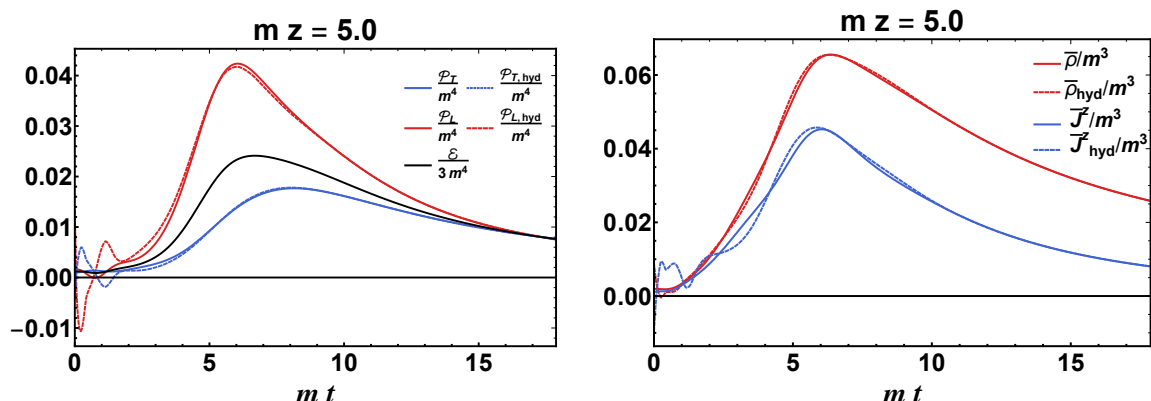 m z = 5.0
0.04
0.03
0.02
0.01
0.00
−0.01
0 5 10 15
m t
𝒫_T/m^4 𝒫_T,hyd/m^4
𝒫_L/m^4 𝒫_L,hyd/m^4
ℰ/3 m^4
m z = 5.0
0.06
0.04
0.02
0.00
0 5 10 15
m t
ρ̅/m^3
ρ̅_hyd/m^3
J̅^z/m^3
J̅^z_hyd/m^3